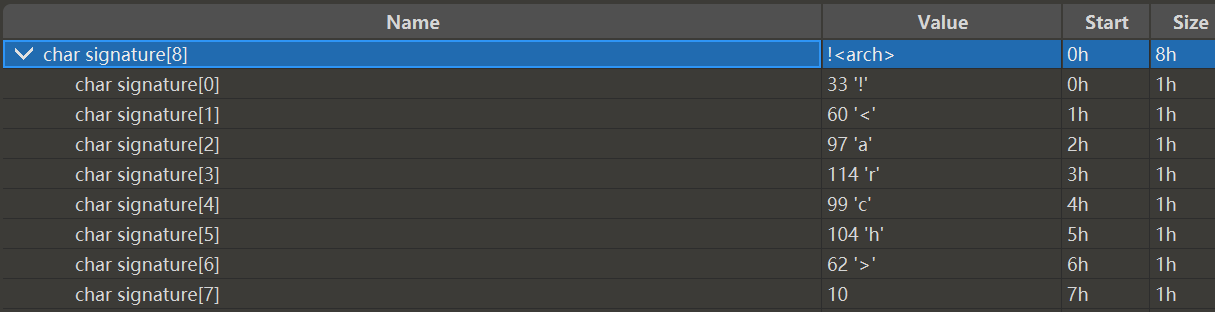 Name Value Start Size
char signature[8] !<arch> 0h 8h
char signature[0] 33 '!' 0h 1h
char signature[1] 60 '<' 1h 1h
char signature[2] 97 'a' 2h 1h
char signature[3] 114 'r' 3h 1h
char signature[4] 99 'c' 4h 1h
char signature[5] 104 'h' 5h 1h
char signature[6] 62 '>' 6h 1h
char signature[7] 10 7h 1h